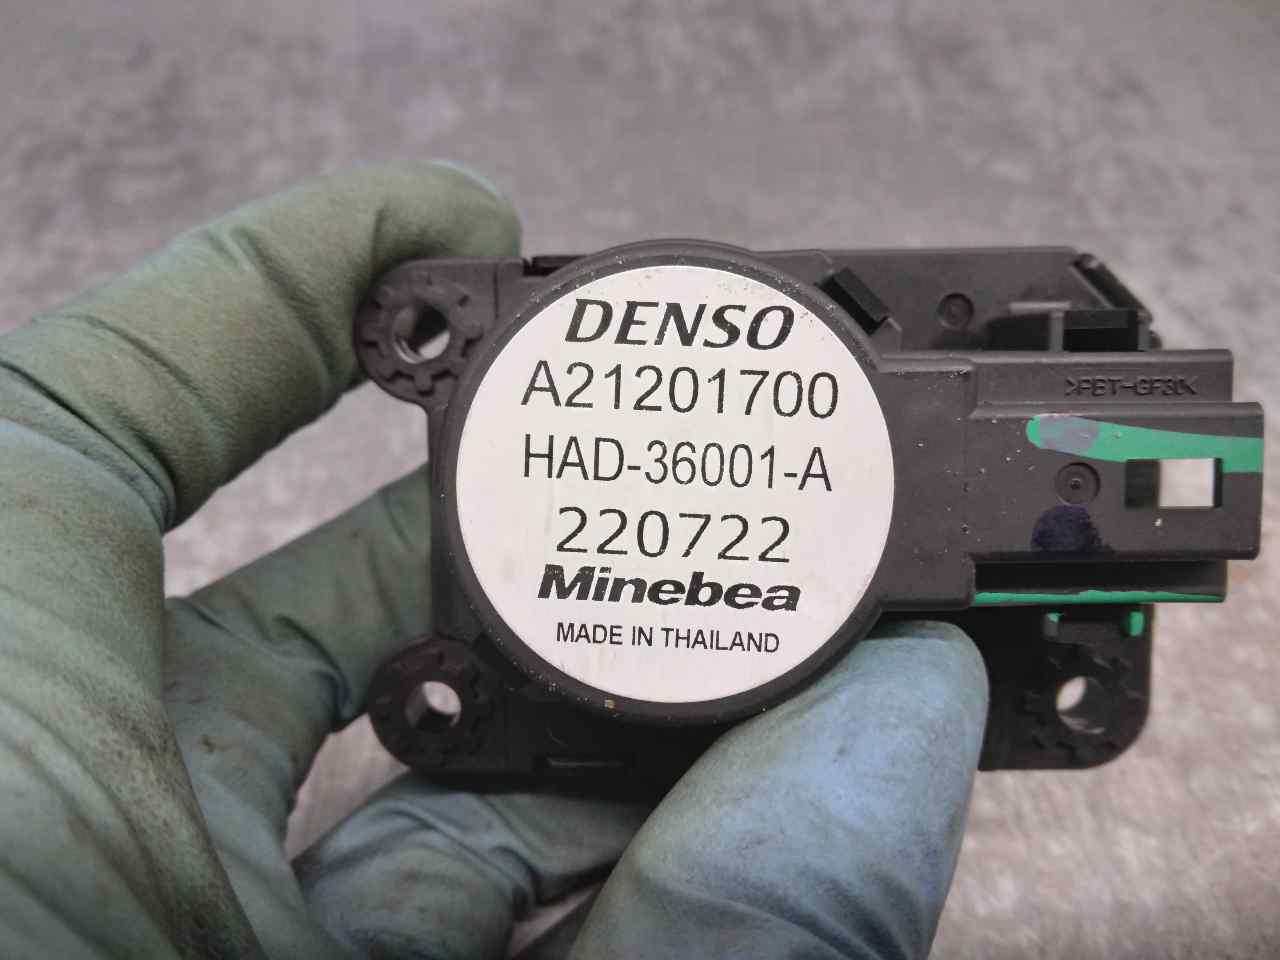 DENSO
A21201700
HAD-36001-A
220722
Minebea
MADE IN THAILAND
>PBT-GF30<